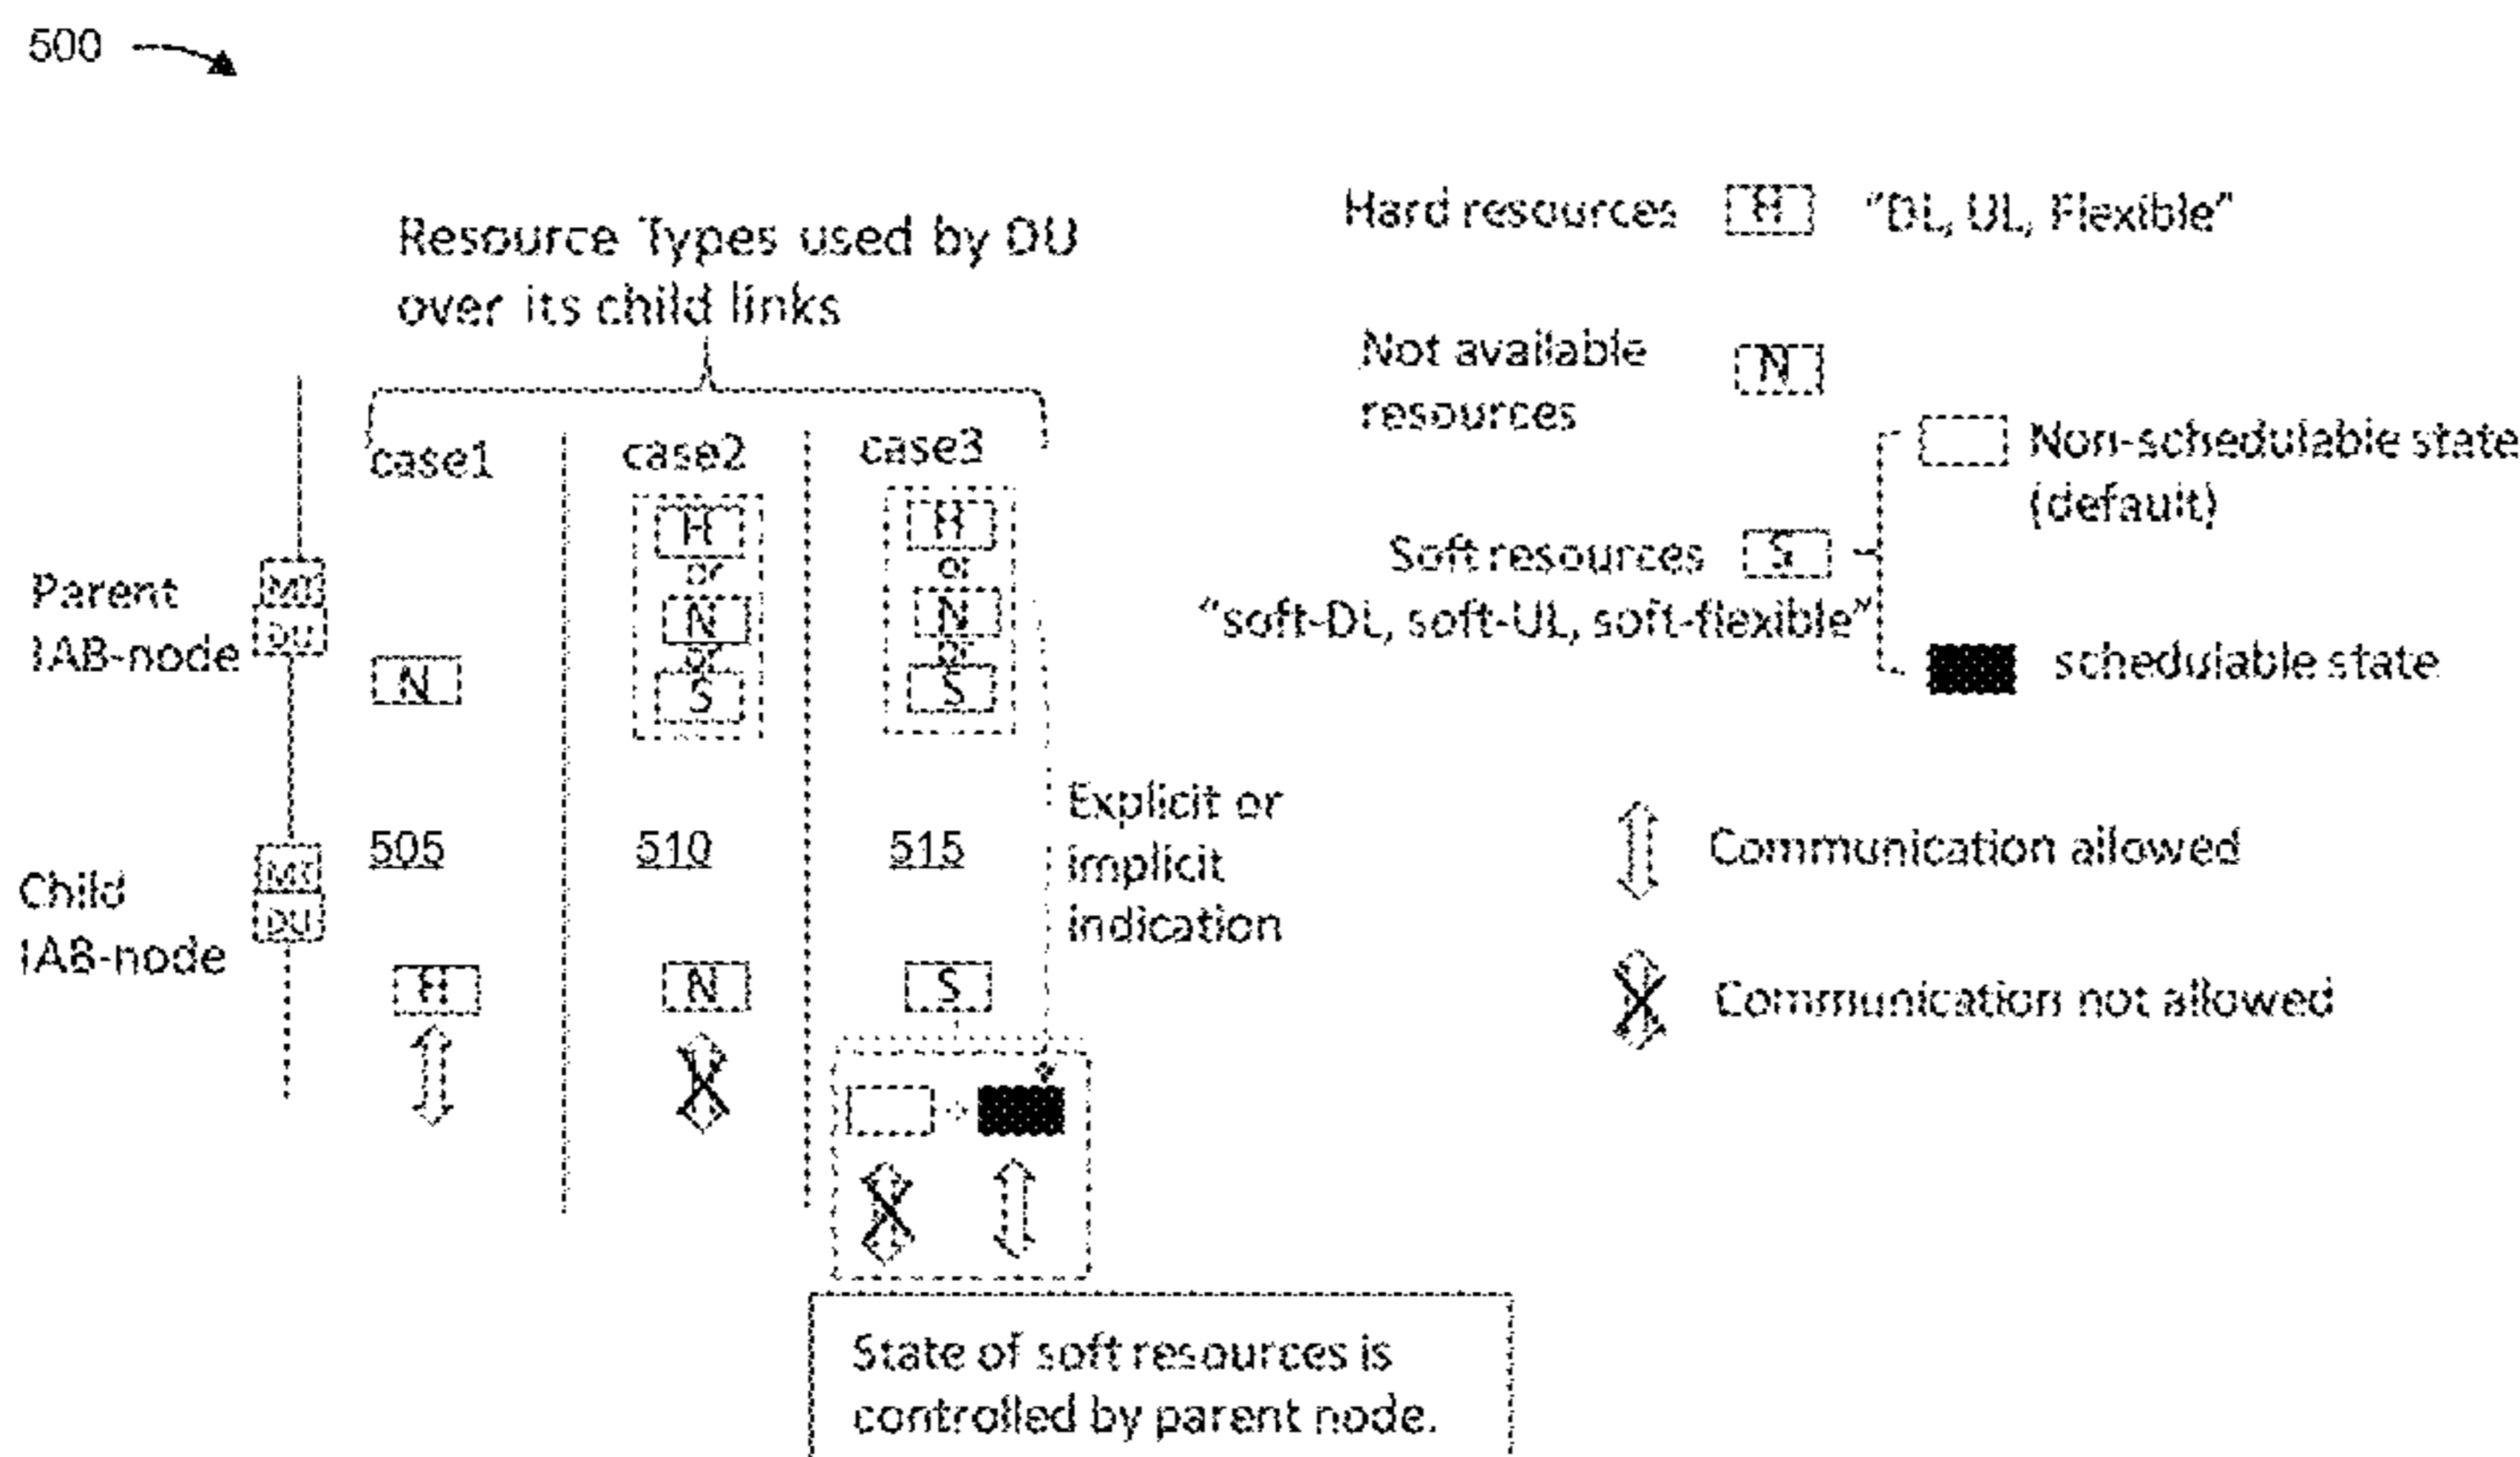 500
Resource Types used by DU
over its child links
case1
case2
case3
H
or
N
or
S
H
or
N
or
S
Parent
IAB-node
MT
DU
N
505
510
515
Explicit or
implicit
indication
Child
IAB-node
MT
DU
H
N
S
State of soft resources is
controlled by parent node.
Hard resources H "DL, UL, Flexible"
Not available
resources
N
Non-schedulable state
(default)
Soft resources S
"soft-DL, soft-UL, soft-flexible"
schedulable state
Communication allowed
Communication not allowed